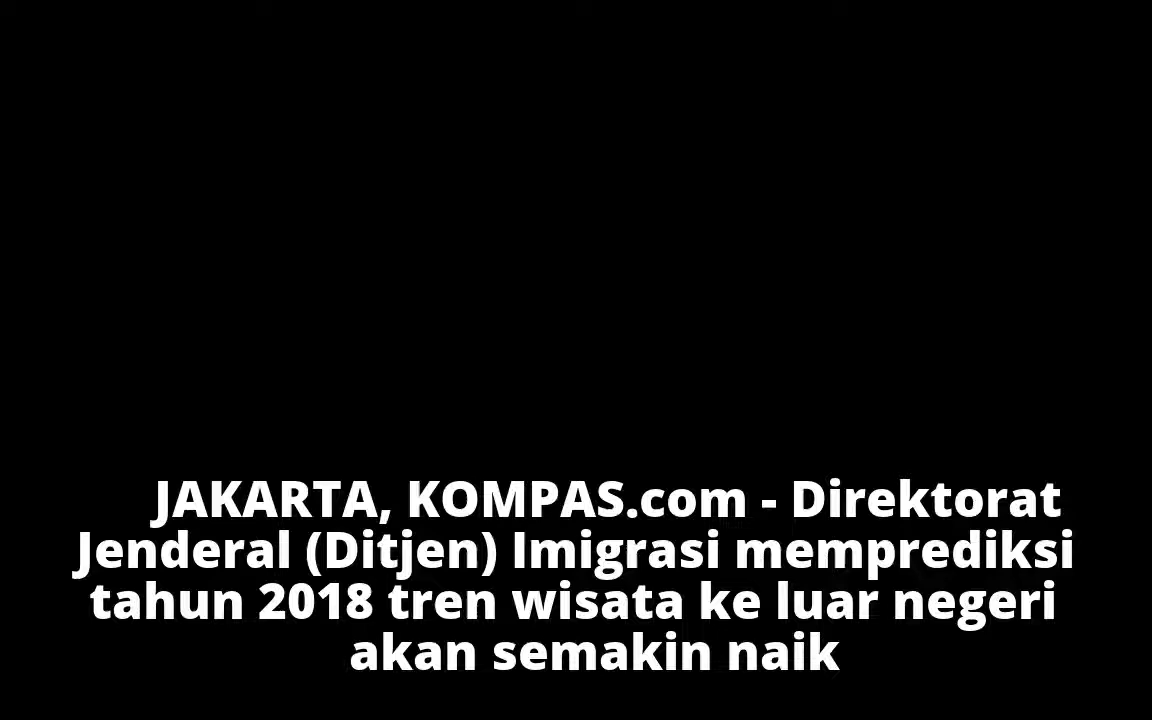 JAKARTA, KOMPAS.com - Direktorat
Jenderal (Ditjen) Imigrasi memprediksi
tahun 2018 tren wisata ke luar negeri
akan semakin naik